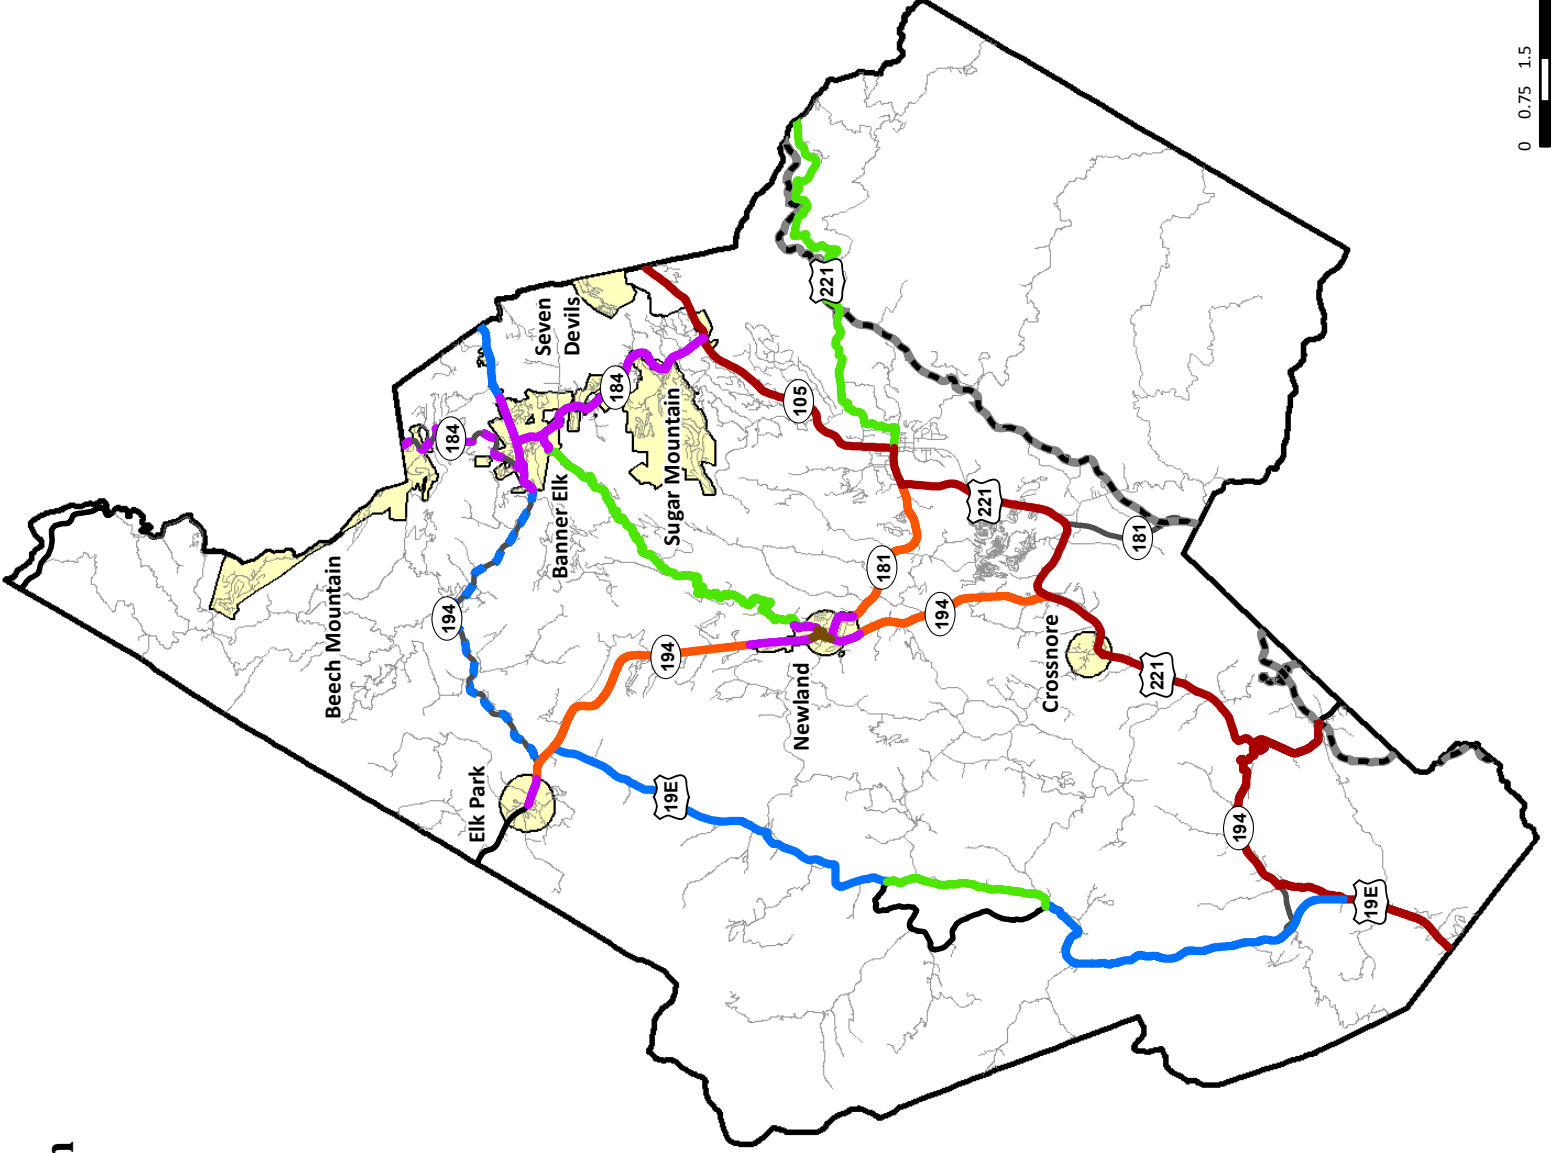 Beech Mountain
Elk Park
Banner Elk
Seven
Devils
Sugar Mountain
Newland
Crossnore
184
184
194
194
19E
105
221
181
194
221
181
221
194
19E
0 0.75 1.5